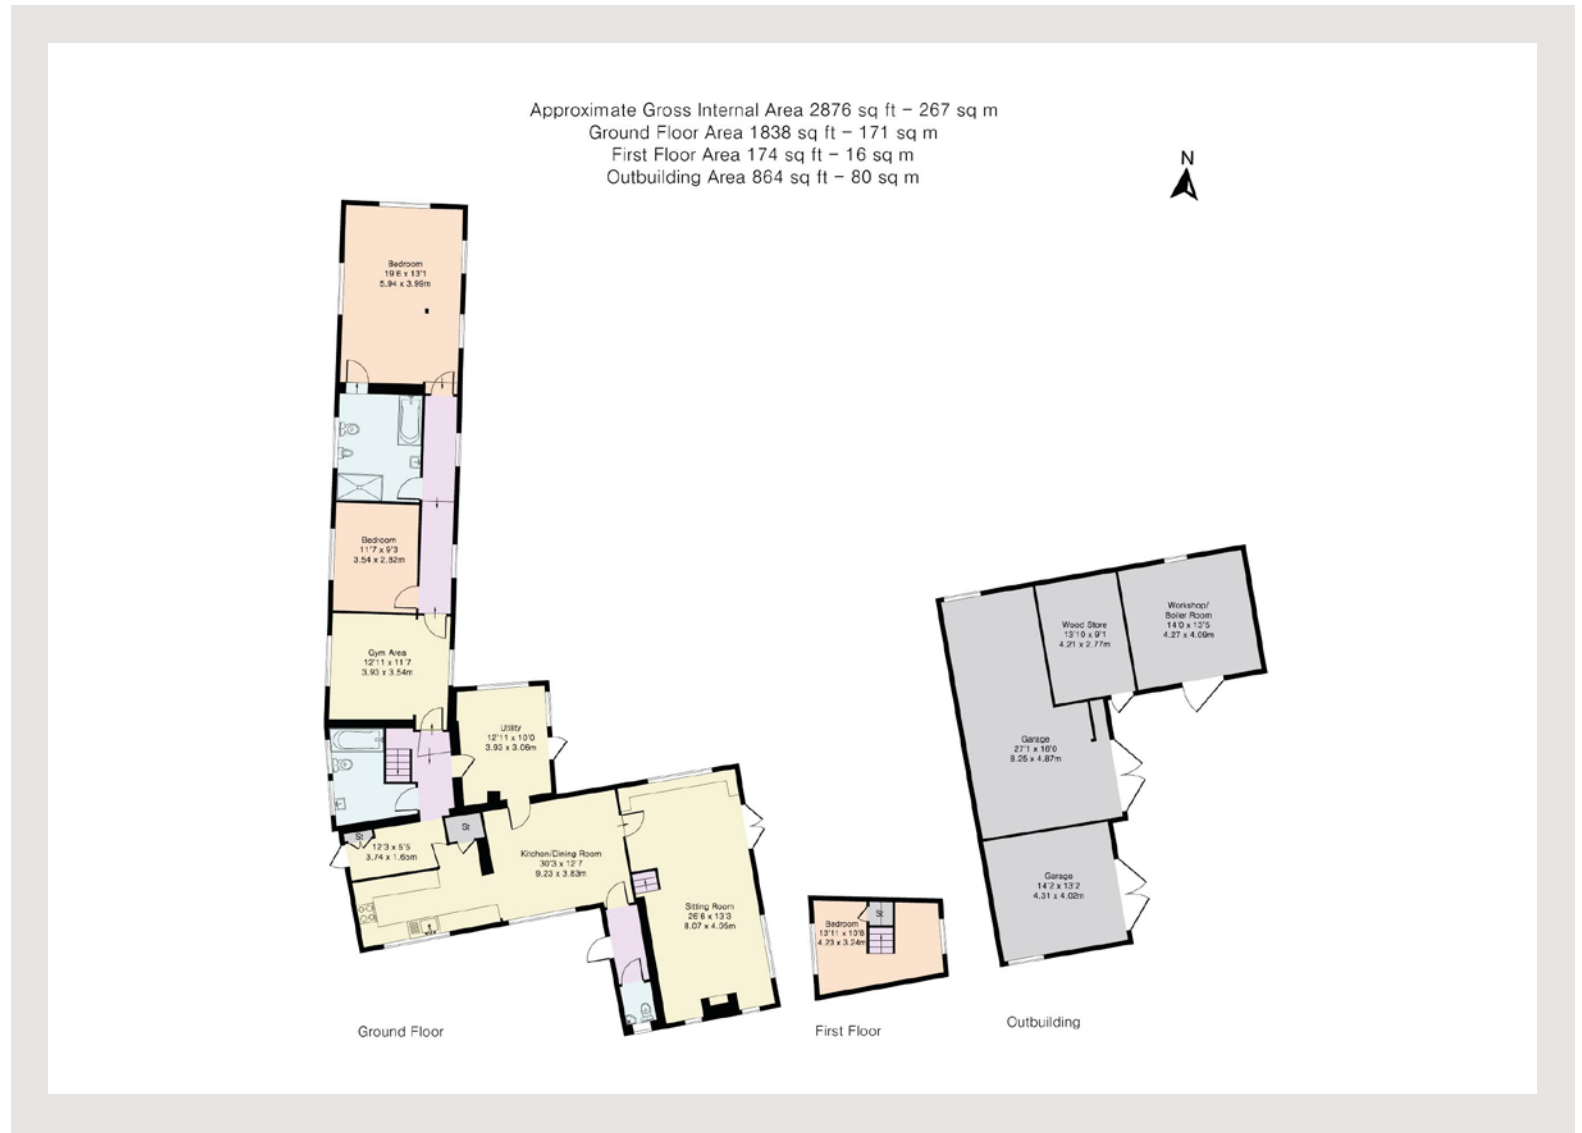 Approximate Gross Internal Area 2876 sq ft - 267 sq m
Ground Floor Area 1838 sq ft - 171 sq m
First Floor Area 174 sq ft - 16 sq m
Outbuilding Area 864 sq ft - 80 sq m
N
Bedroom
19'6 x 13'1
5.94 x 3.99m
Bedroom
11'7 x 9'3
3.54 x 2.82m
Gym Area
12'11 x 11'7
3.93 x 3.54m
Utility
12'11 x 10'0
3.93 x 3.06m
St
12'3 x 5'5
3.74 x 1.65m
St
Kitchen/Dining Room
30'3 x 12'7
9.23 x 3.83m
Sitting Room
26'6 x 13'3
8.07 x 4.05m
Ground Floor
Bedroom
13'11 x 10'8
4.23 x 3.24m
St
First Floor
Workshop/
Boiler Room
14'0 x 13'5
4.27 x 4.09m
Wood Store
13'10 x 9'1
4.21 x 2.77m
Garage
27'1 x 16'0
8.25 x 4.87m
Garage
14'2 x 13'2
4.31 x 4.02m
Outbuilding